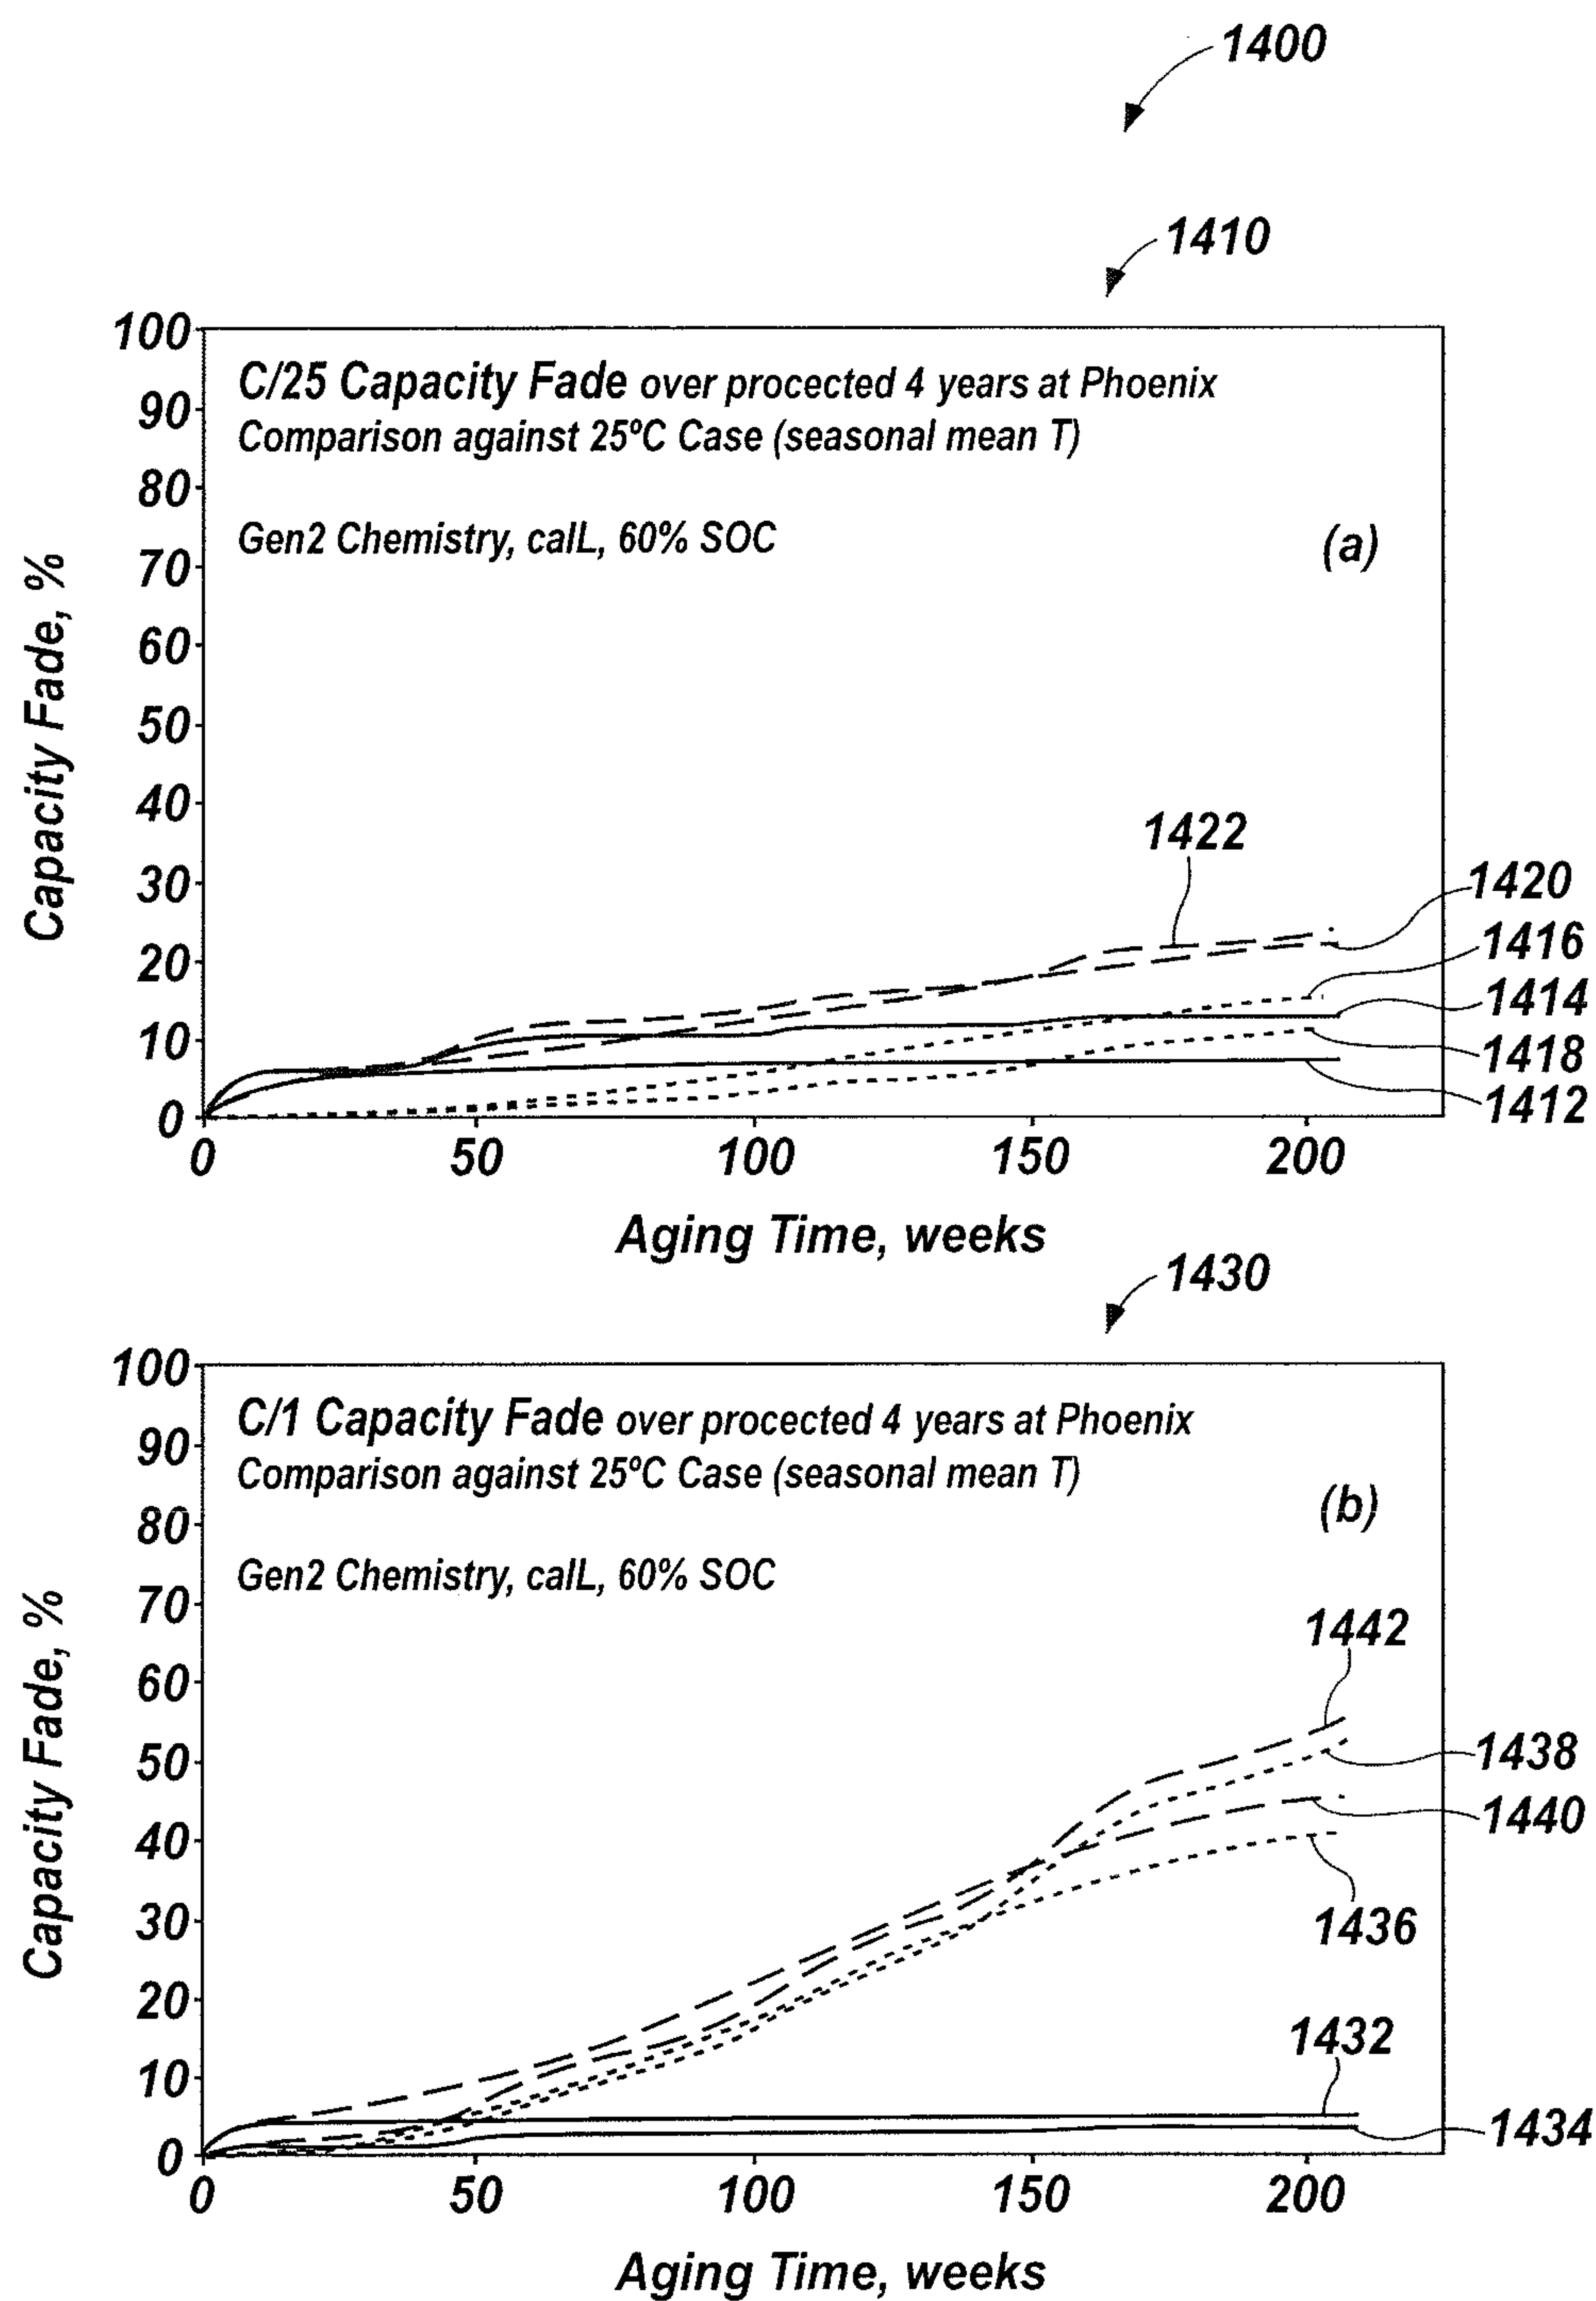 1400
1410
100
90
80
70
60
50
40
30
20
10
0
Capacity Fade, %
C/25 Capacity Fade over procected 4 years at Phoenix
Comparison against 25ºC Case (seasonal mean T)
Gen2 Chemistry, calL, 60% SOC
(a)
1422
1420
1416
1414
1418
1412
0 50 100 150 200
Aging Time, weeks
1430
100
90
80
70
60
50
40
30
20
10
0
Capacity Fade, %
C/1 Capacity Fade over procected 4 years at Phoenix
Comparison against 25ºC Case (seasonal mean T)
Gen2 Chemistry, calL, 60% SOC
(b)
1442
1438
1440
1436
1432
1434
0 50 100 150 200
Aging Time, weeks